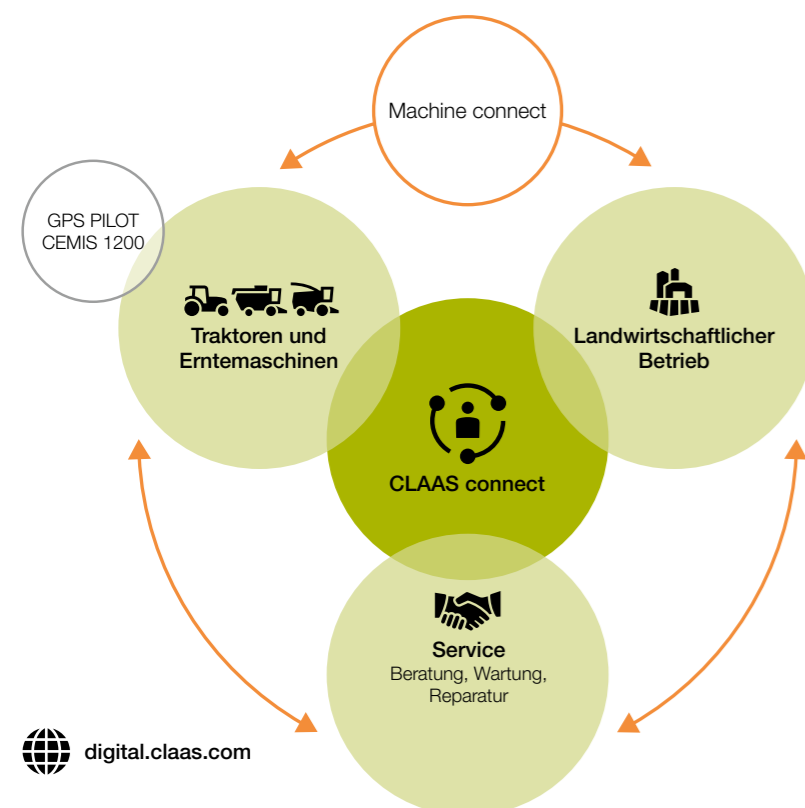 Machine connect
GPS PILOT
CEMIS 1200
Traktoren und
Erntemaschinen
Landwirtschaftlicher
Betrieb
CLAAS connect
Service
Beratung, Wartung,
Reparatur
digital.claas.com